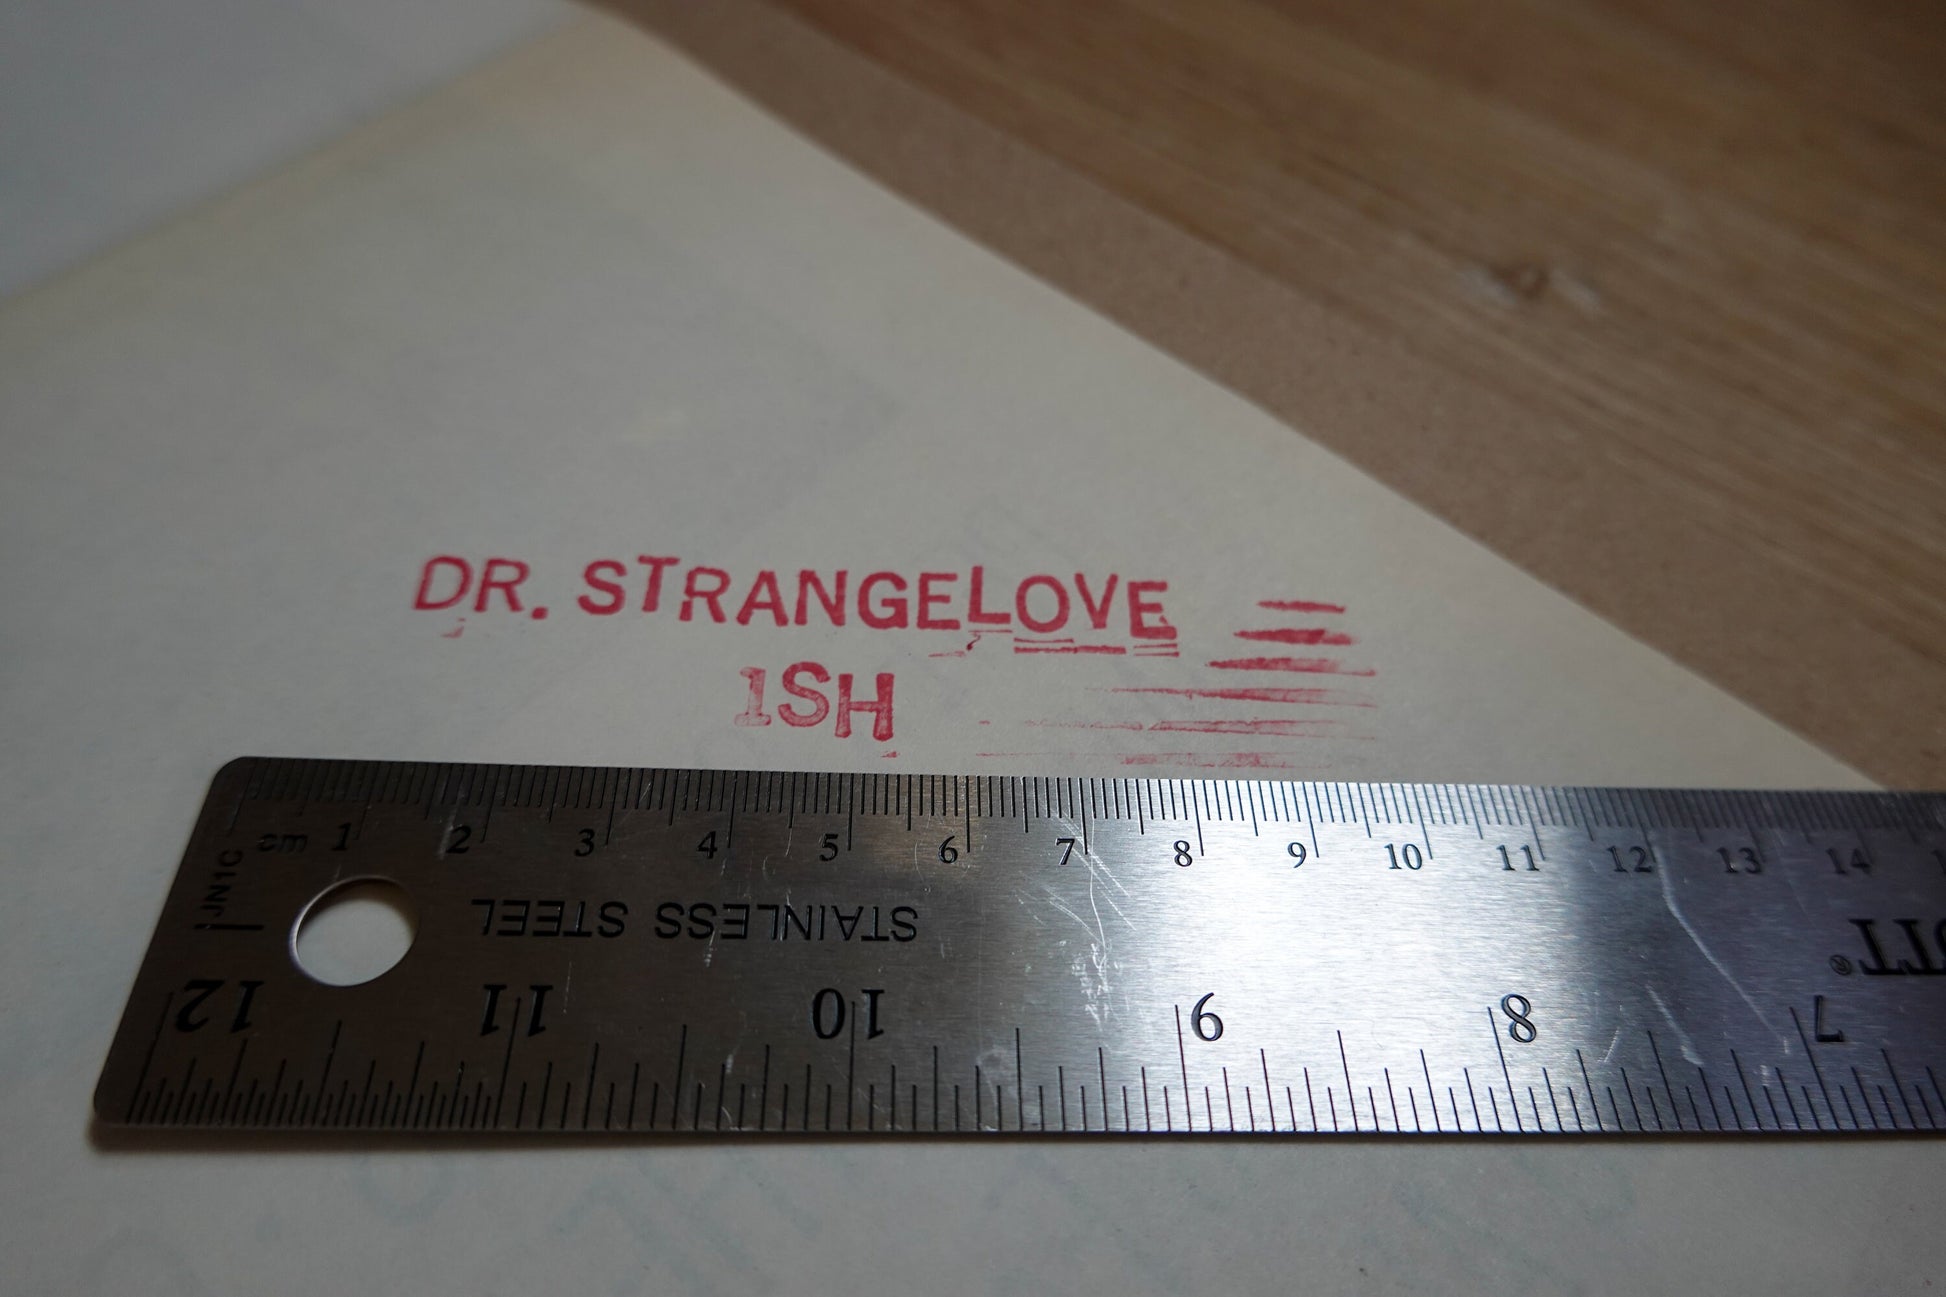 DR. STRANGELOVE
1SH
cm 1 2 3 4 5 6 7 8 9 10 11 12 13 14
JN1C
STAINLESS STEEL
12 11 10 9 8 7